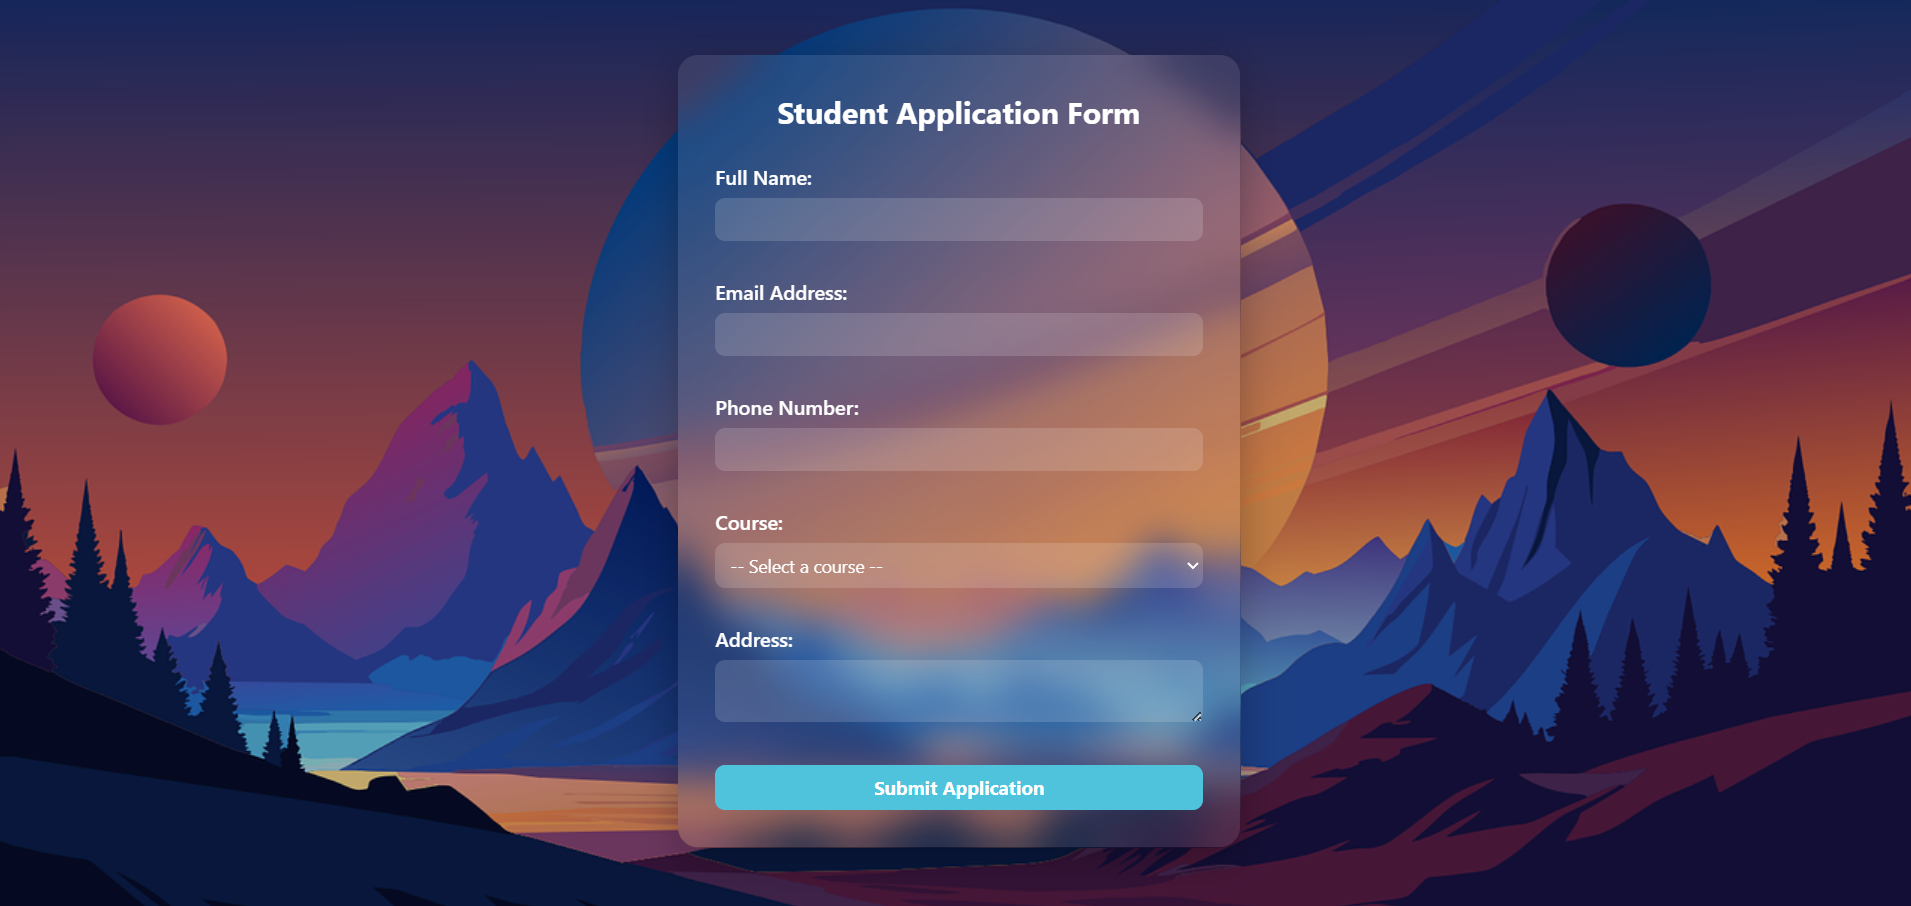 Student Application Form
Full Name:
Email Address:
Phone Number:
Course:
-- Select a course --
Address:
Submit Application